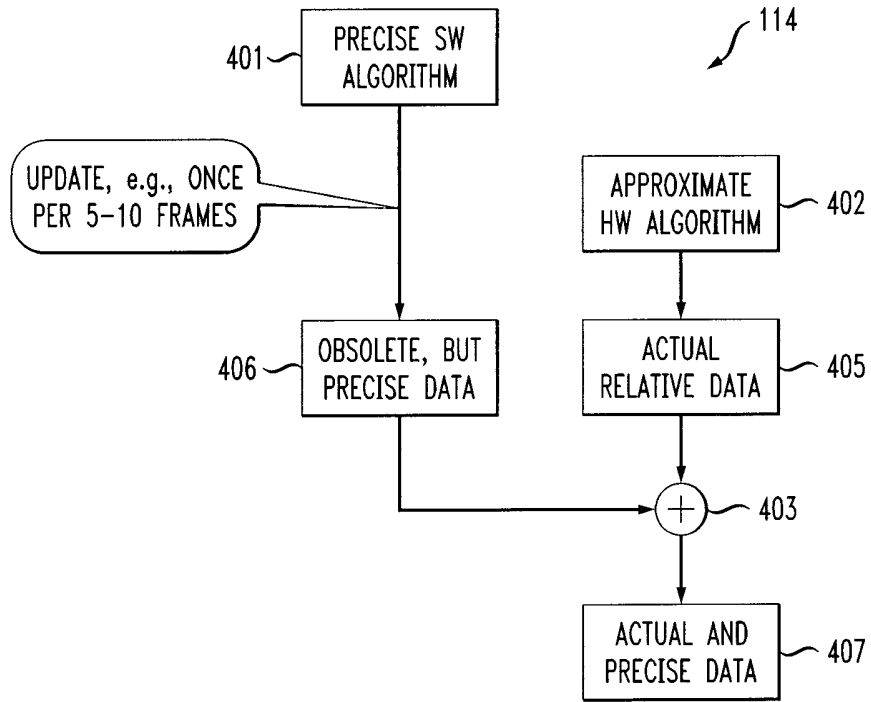 PRECISE SW
ALGORITHM
401
114
UPDATE, e.g., ONCE
PER 5-10 FRAMES
APPROXIMATE
HW ALGORITHM
402
406
OBSOLETE, BUT
PRECISE DATA
ACTUAL
RELATIVE DATA
405
+
403
ACTUAL AND
PRECISE DATA
407